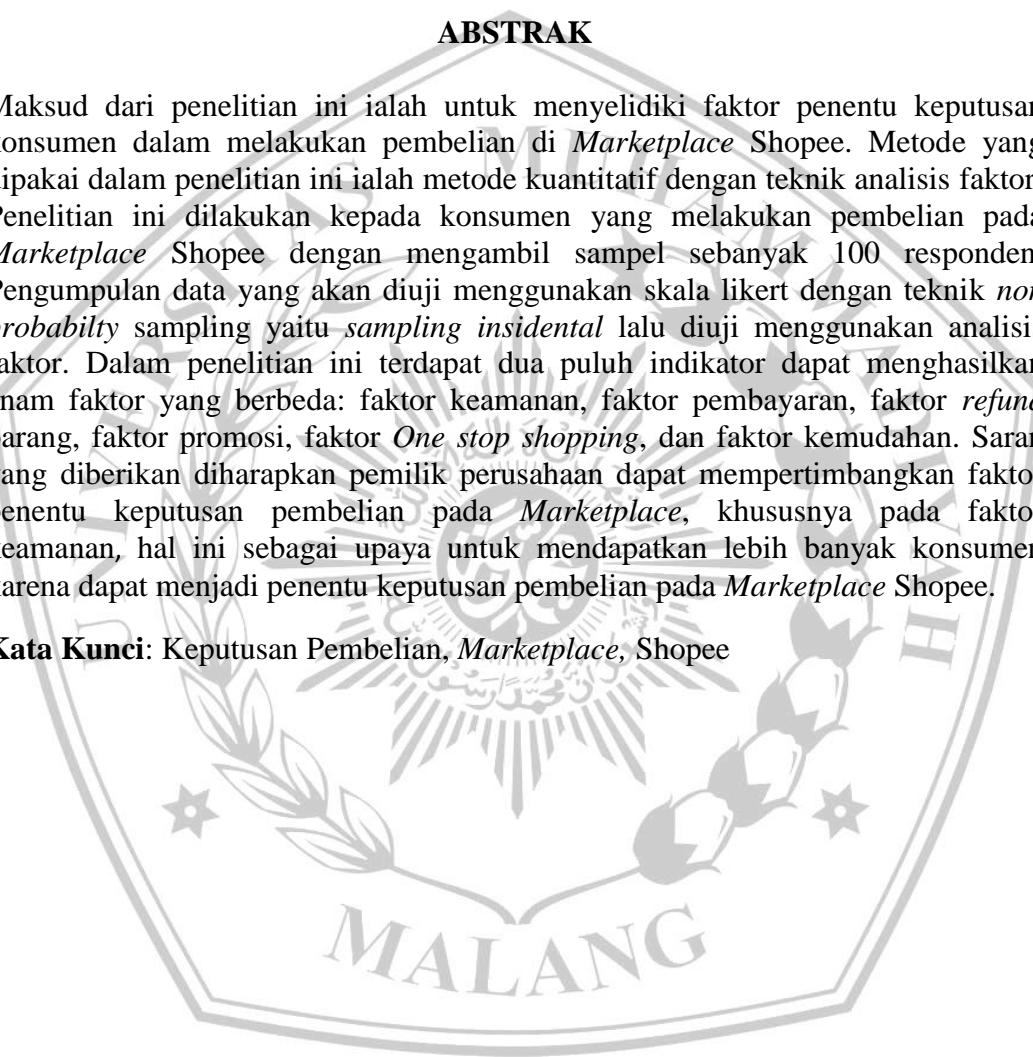 ABSTRAK
Maksud dari penelitian ini ialah untuk menyelidiki faktor penentu keputusan
konsumen dalam melakukan pembelian di Marketplace Shopee. Metode yang
dipakai dalam penelitian ini ialah metode kuantitatif dengan teknik analisis faktor
Penelitian ini dilakukan kepada konsumen yang melakukan pembelian pada
Marketplace Shopee dengan mengambil sampel sebanyak 100 responden
Pengumpulan data yang akan diuji menggunakan skala likert dengan teknik non
probabilty sampling yaitu sampling insidental lalu diuji menggunakan analisi
faktor. Dalam penelitian ini terdapat dua puluh indikator dapat menghasilkan
enam faktor yang berbeda: faktor keamanan, faktor pembayaran, faktor refund
barang, faktor promosi, faktor One stop shopping, dan faktor kemudahan. Saran
yang diberikan diharapkan pemilik perusahaan dapat mempertimbangkan fakto
penentu keputusan pembelian pada Marketplace, khususnya pada fakto
keamanan, hal ini sebagai upaya untuk mendapatkan lebih banyak konsumen
karena dapat menjadi penentu keputusan pembelian pada Marketplace Shopee.
Kata Kunci: Keputusan Pembelian, Marketplace, Shopee
UNIVERSITAS MUHAMMADIYAH
MALANG